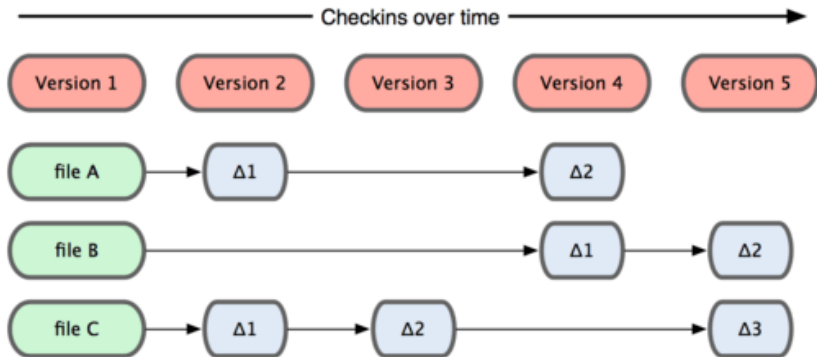 Checkins over time
Version 1 Version 2 Version 3 Version 4 Version 5
file A Δ1 Δ2
file B Δ1 Δ2
file C Δ1 Δ2 Δ3